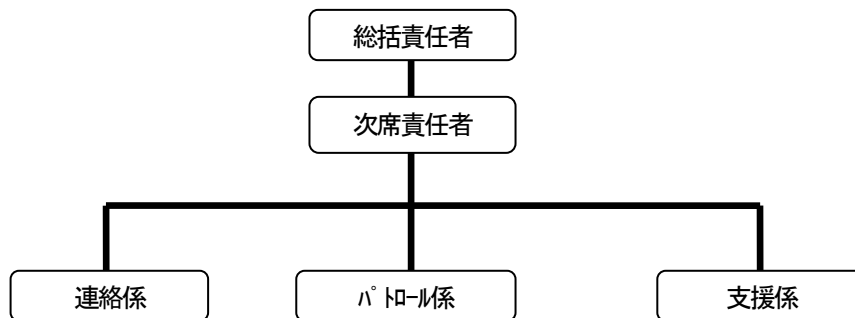 総括責任者
次席責任者
連絡係
ﾊﾟﾄﾛｰﾙ係
支援係